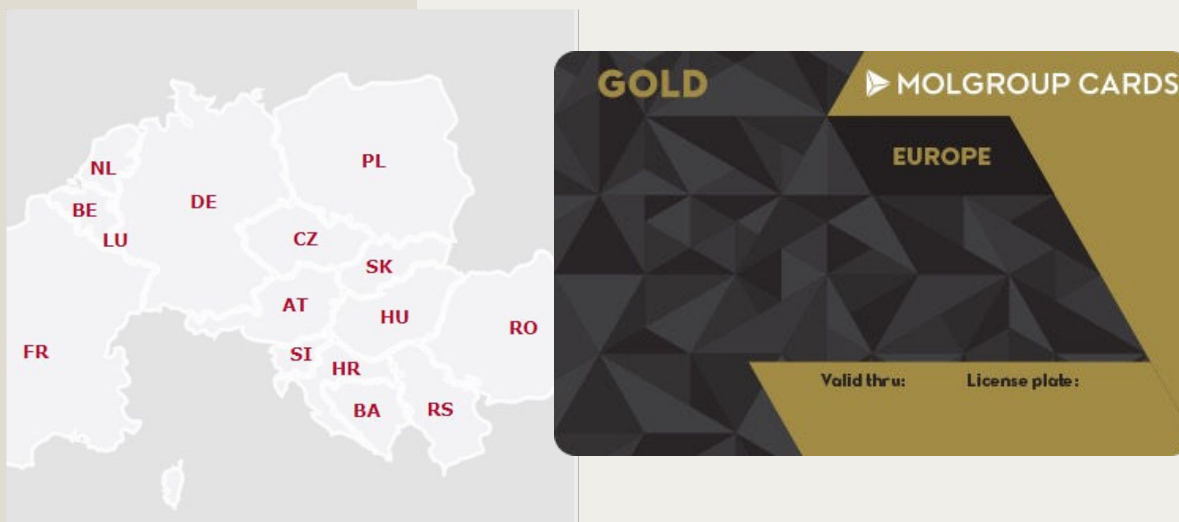 NL
PL
BE
DE
LU
CZ
SK
AT
HU
RO
FR
SI
HR
BA
RS
GOLD
MOLGROUP CARDS
EUROPE
Valid thru: License plate: